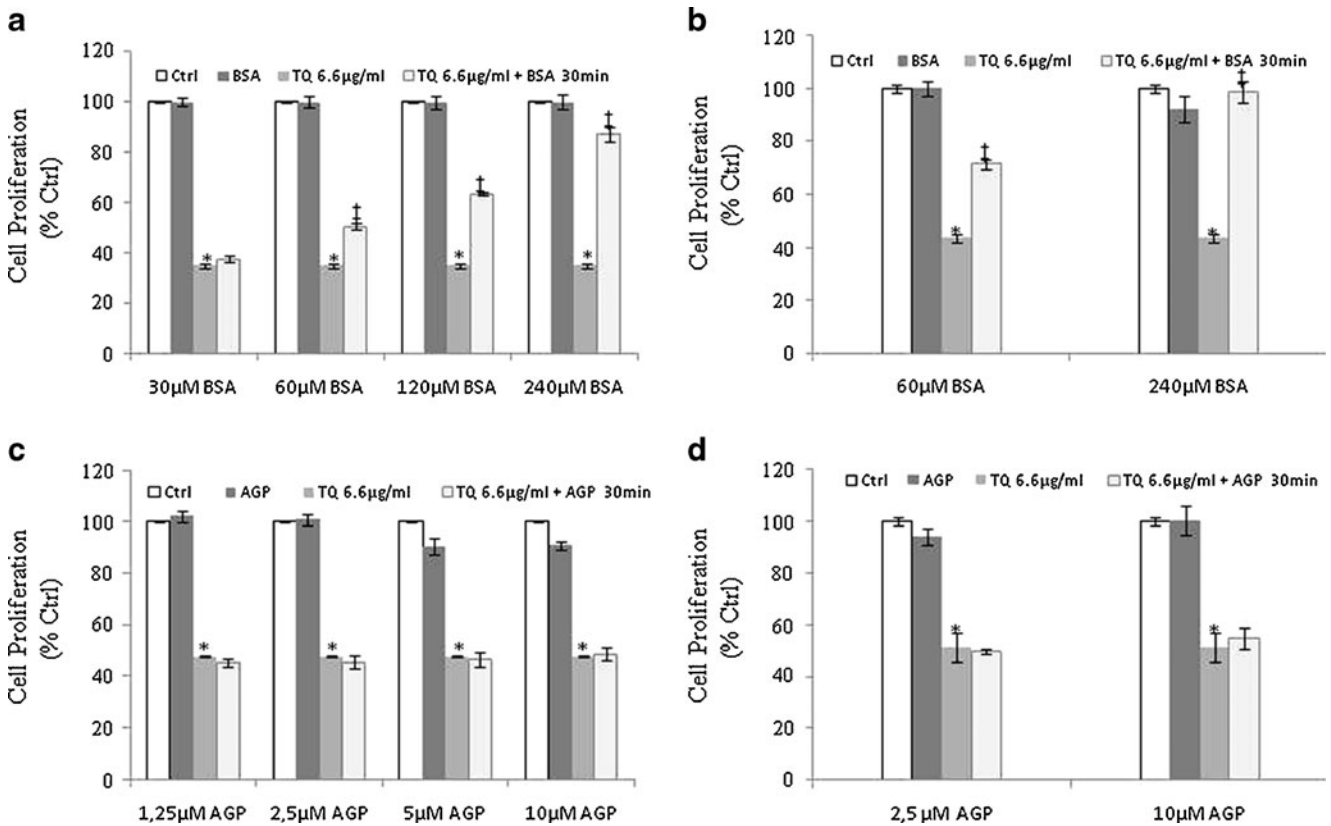 a
120
100
80
60
40
20
0
Cell Proliferation
(% Ctrl)
Ctrl BSA TQ 6.6µg/ml TQ 6.6µg/ml + BSA 30min
* ‡ * ‡ * ‡ *
30µM BSA 60µM BSA 120µM BSA 240µM BSA
b
120
100
80
60
40
20
0
Cell Proliferation
(% Ctrl)
Ctrl BSA TQ 6.6µg/ml TQ 6.6µg/ml + BSA 30min
* ‡ * ‡
60µM BSA 240µM BSA
c
120
100
80
60
40
20
0
Cell Proliferation
(% Ctrl)
Ctrl AGP TQ 6.6µg/ml TQ 6.6µg/ml + AGP 30min
* * * *
1,25µM AGP 2,5µM AGP 5µM AGP 10µM AGP
d
120
100
80
60
40
20
0
Cell Proliferation
(% Ctrl)
Ctrl AGP TQ 6.6µg/ml TQ 6.6µg/ml + AGP 30min
* *
2,5 µM AGP 10µM AGP